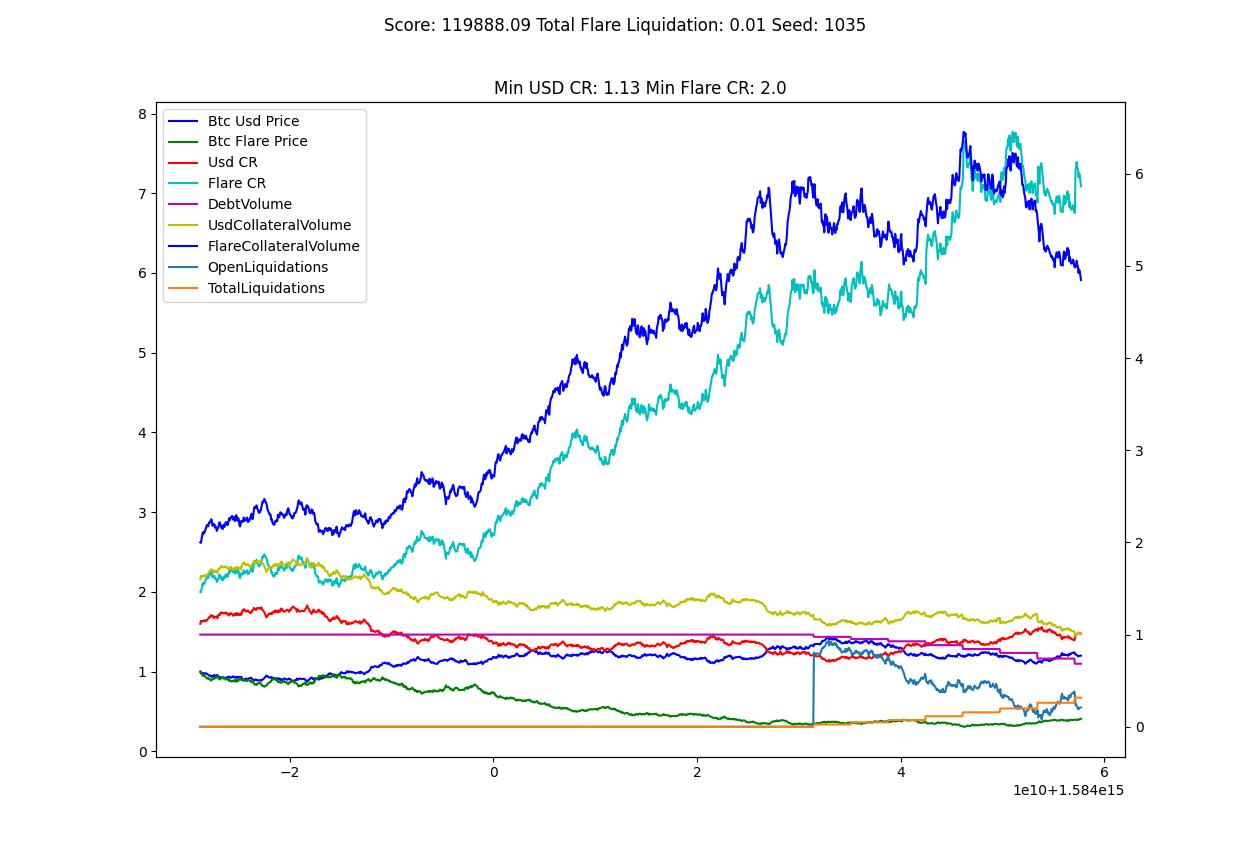 Score: 119888.09 Total Flare Liquidation: 0.01 Seed: 1035
Min USD CR: 1.13 Min Flare CR: 2.0
Btc Usd Price
Btc Flare Price
Usd CR
Flare CR
DebtVolume
UsdCollateralVolume
FlareCollateralVolume
OpenLiquidations
TotalLiquidations
8
7
6
5
4
3
2
1
0
6
5
4
3
2
1
0
−2
0
2
4
6
1e10+1.584e15